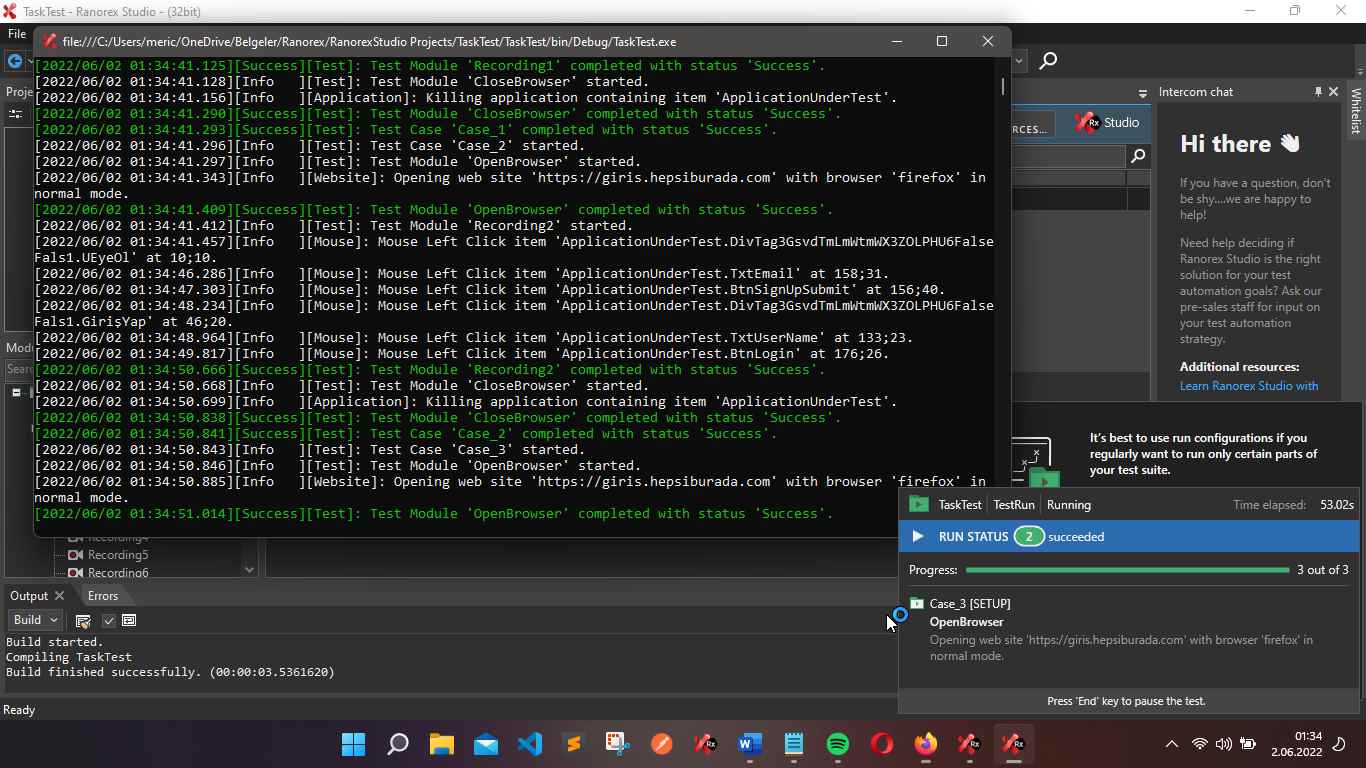 TaskTest - Ranorex Studio - (32bit)
File
file:///C:/Users/meric/OneDrive/Belgeler/Ranorex/RanorexStudio Projects/TaskTest/TaskTest/bin/Debug/TaskTest.exe
[2022/06/02 01:34:41.125][Success][Test]: Test Module 'Recording1' completed with status 'Success'.
[2022/06/02 01:34:41.128][Info   ][Test]: Test Module 'CloseBrowser' started.
[2022/06/02 01:34:41.156][Info   ][Application]: Killing application containing item 'ApplicationUnderTest'.
[2022/06/02 01:34:41.290][Success][Test]: Test Module 'CloseBrowser' completed with status 'Success'.
[2022/06/02 01:34:41.293][Success][Test]: Test Case 'Case_1' completed with status 'Success'.
[2022/06/02 01:34:41.296][Info   ][Test]: Test Case 'Case_2' started.
[2022/06/02 01:34:41.297][Info   ][Test]: Test Module 'OpenBrowser' started.
[2022/06/02 01:34:41.343][Info   ][Website]: Opening web site 'https://giris.hepsiburada.com' with browser 'firefox' in
normal mode.
[2022/06/02 01:34:41.409][Success][Test]: Test Module 'OpenBrowser' completed with status 'Success'.
[2022/06/02 01:34:41.412][Info   ][Test]: Test Module 'Recording2' started.
[2022/06/02 01:34:41.457][Info   ][Mouse]: Mouse Left Click item 'ApplicationUnderTest.DivTag3GsvdTmLmWtmWX3ZOLPHU6False
Fals1.UEyeOl' at 10;10.
[2022/06/02 01:34:46.286][Info   ][Mouse]: Mouse Left Click item 'ApplicationUnderTest.TxtEmail' at 158;31.
[2022/06/02 01:34:47.303][Info   ][Mouse]: Mouse Left Click item 'ApplicationUnderTest.BtnSignUpSubmit' at 156;40.
[2022/06/02 01:34:48.234][Info   ][Mouse]: Mouse Left Click item 'ApplicationUnderTest.DivTag3GsvdTmLmWtmWX3ZOLPHU6False
Fals1.GirişYap' at 46;20.
[2022/06/02 01:34:48.964][Info   ][Mouse]: Mouse Left Click item 'ApplicationUnderTest.TxtUserName' at 133;23.
[2022/06/02 01:34:49.817][Info   ][Mouse]: Mouse Left Click item 'ApplicationUnderTest.BtnLogin' at 176;26.
[2022/06/02 01:34:50.666][Success][Test]: Test Module 'Recording2' completed with status 'Success'.
[2022/06/02 01:34:50.668][Info   ][Test]: Test Module 'CloseBrowser' started.
[2022/06/02 01:34:50.699][Info   ][Application]: Killing application containing item 'ApplicationUnderTest'.
[2022/06/02 01:34:50.838][Success][Test]: Test Module 'CloseBrowser' completed with status 'Success'.
[2022/06/02 01:34:50.841][Success][Test]: Test Case 'Case_2' completed with status 'Success'.
[2022/06/02 01:34:50.843][Info   ][Test]: Test Case 'Case_3' started.
[2022/06/02 01:34:50.846][Info   ][Test]: Test Module 'OpenBrowser' started.
[2022/06/02 01:34:50.885][Info   ][Website]: Opening web site 'https://giris.hepsiburada.com' with browser 'firefox' in
normal mode.
[2022/06/02 01:34:51.014][Success][Test]: Test Module 'OpenBrowser' completed with status 'Success'.
Proje
Modu
Sear
Recording4
Recording5
Recording6
RCES...
Rx Studio
Intercom chat
Whitelist
Hi there
If you have a question, don't
be shy....we are happy to
help!
Need help deciding if
Ranorex Studio is the right
solution for your test
automation goals? Ask our
pre-sales staff for input on
your test automation
strategy.
Additional resources:
Learn Ranorex Studio with
It's best to use run configurations if you
regularly want to run only certain parts of
your test suite.
TaskTest TestRun Running Time elapsed: 53.02s
RUN STATUS 2 succeeded
Progress: 3 out of 3
Case_3 [SETUP]
OpenBrowser
Opening web site 'https://giris.hepsiburada.com' with browser 'firefox' in
normal mode.
Press 'End' key to pause the test.
Output Errors
Build
Build started.
Compiling TaskTest
Build finished successfully. (00:00:03.5361620)
Ready
01:34
2.06.2022